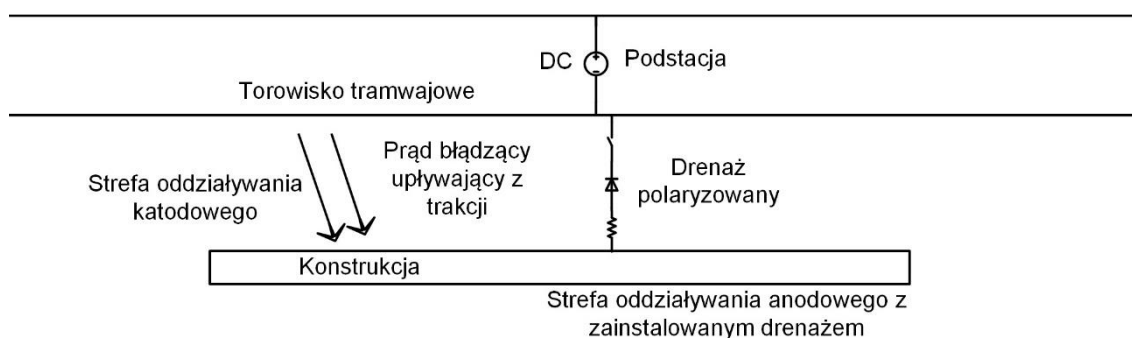 DC
Podstacja
Torowisko tramwajowe
Prąd błądzący
upływający z
trakcji
Strefa oddziaływania
katodowego
Drenaż
polaryzowany
Konstrukcja
Strefa oddziaływania anodowego z
zainstalowanym drenażem